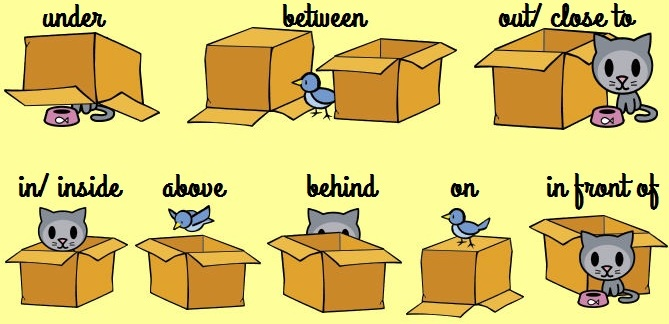 under between out/ close to
in/ inside above behind on in front of